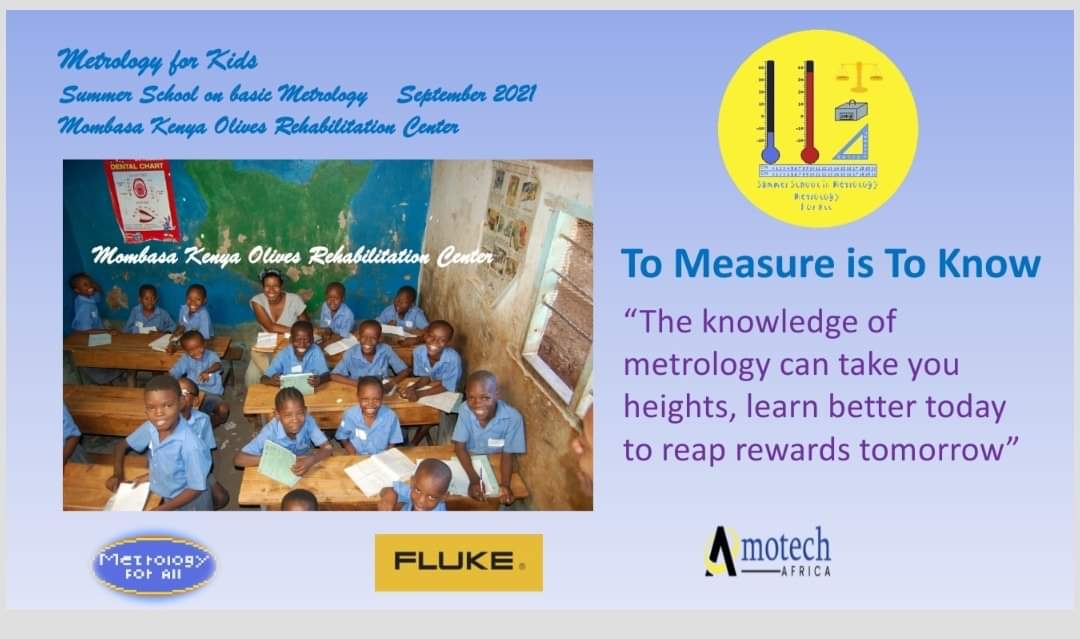 Metrology for Kids
Summer School on basic Metrology September 2021
Mombasa Kenya Olives Rehabilitation Center
DENTAL CHART
Mombasa Kenya Olives Rehabilitation Center
Summer School in Metrology
Metrology
For All
To Measure is To Know
“The knowledge of
metrology can take you
heights, learn better today
to reap rewards tomorrow”
Metrology
For All
FLUKE®
Amotech
AFRICA